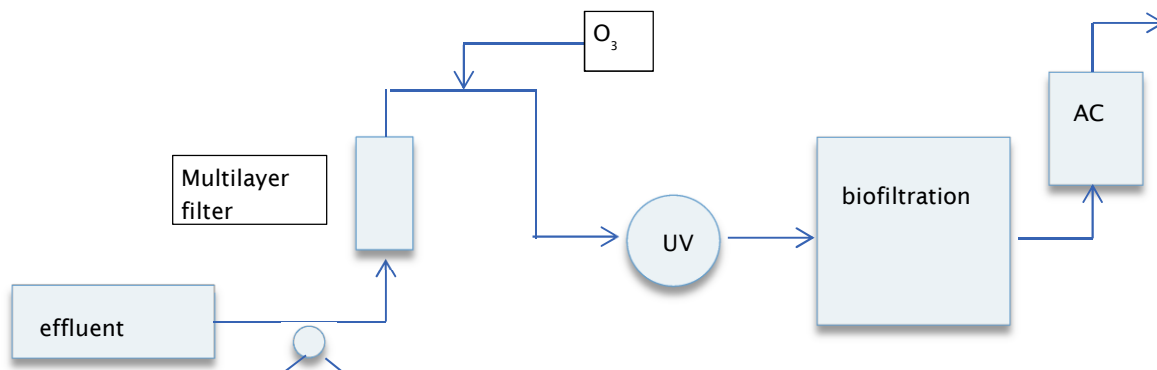 O₃
AC
Multilayer
filter
biofiltration
UV
effluent